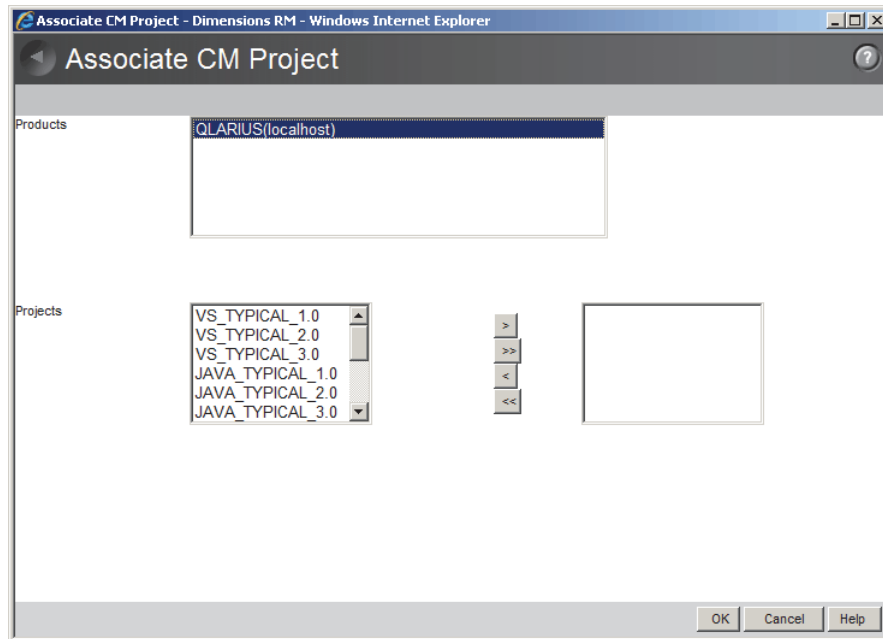 Associate CM Project - Dimensions RM - Windows Internet Explorer
Associate CM Project
?
Products
QLARIUS(localhost)
Projects
VS_TYPICAL_1.0
VS_TYPICAL_2.0
VS_TYPICAL_3.0
JAVA_TYPICAL_1.0
JAVA_TYPICAL_2.0
JAVA_TYPICAL_3.0
>
>>
<
<<
OK Cancel Help